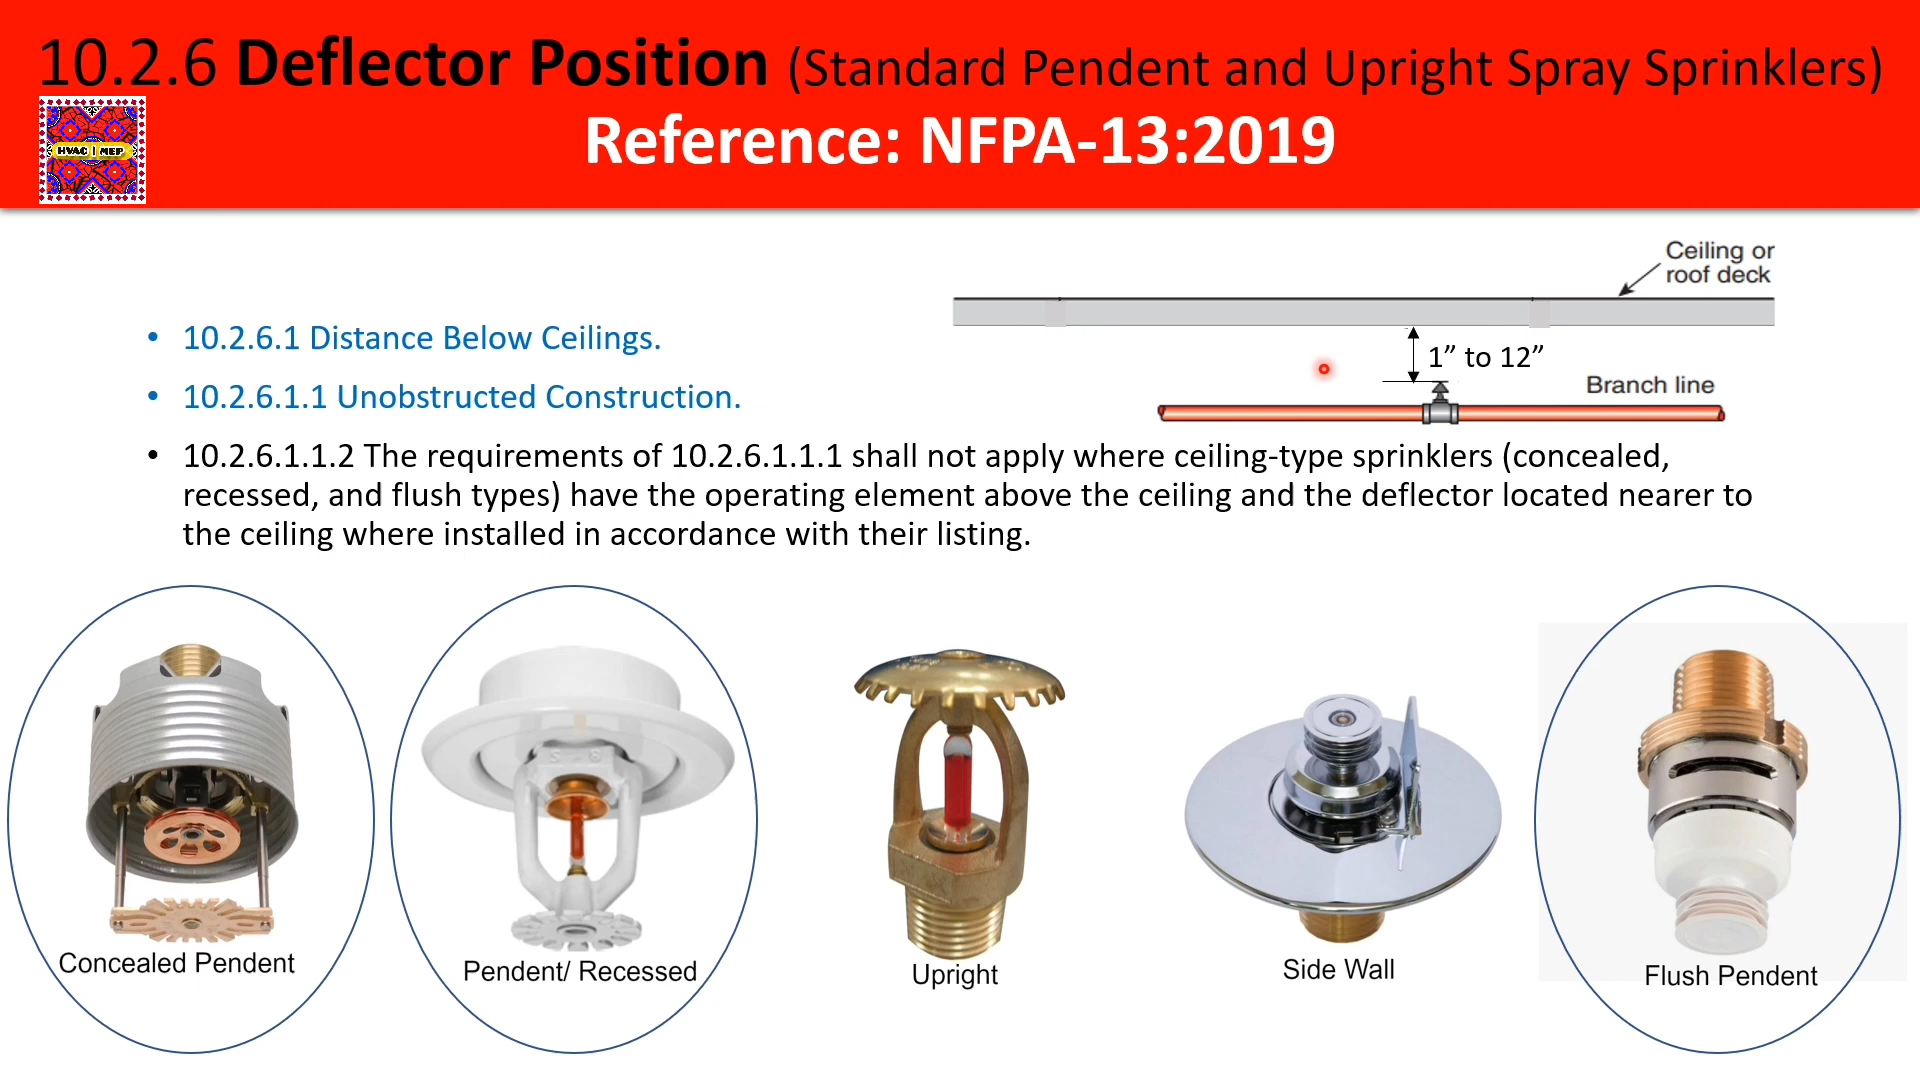 10.2.6 Deflector Position (Standard Pendent and Upright Spray Sprinklers)
Reference: NFPA-13:2019
HVAC | MEP
Ceiling or
roof deck
• 10.2.6.1 Distance Below Ceilings.
1” to 12”
Branch line
• 10.2.6.1.1 Unobstructed Construction.
• 10.2.6.1.1.2 The requirements of 10.2.6.1.1.1 shall not apply where ceiling-type sprinklers (concealed,
recessed, and flush types) have the operating element above the ceiling and the deflector located nearer to
the ceiling where installed in accordance with their listing.
Concealed Pendent
Pendent/ Recessed
Upright
Side Wall
Flush Pendent